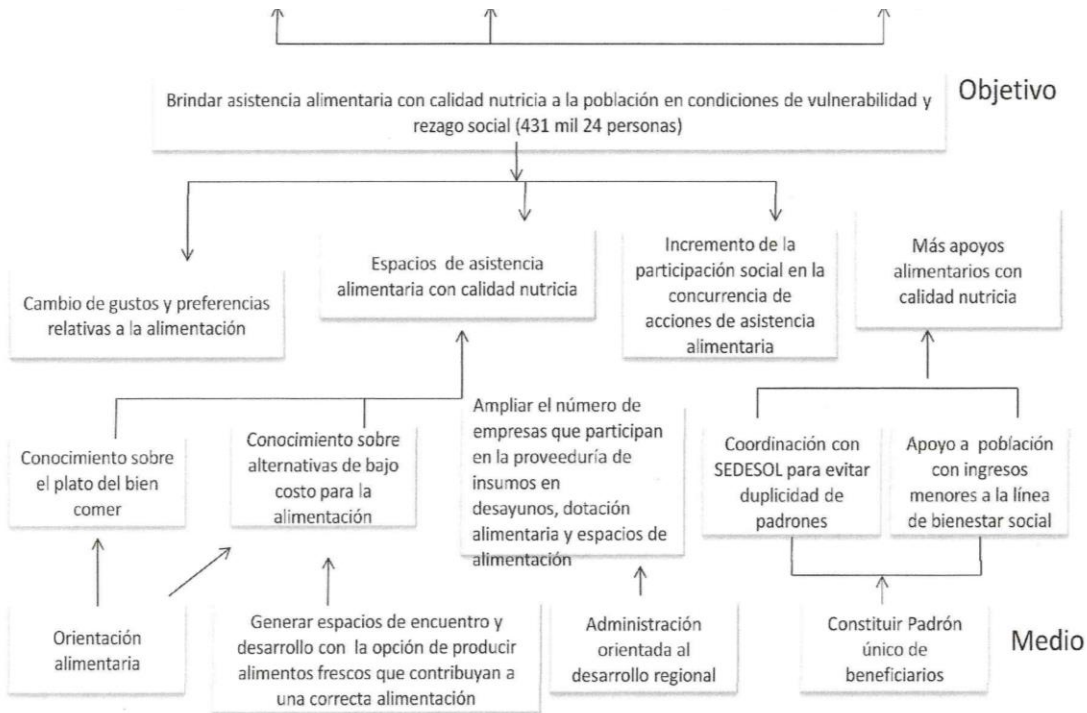 Objetivo
Brindar asistencia alimentaria con calidad nutricia a la población en condiciones de vulnerabilidad y
rezago social (431 mil 24 personas)
Cambio de gustos y preferencias
relativas a la alimentación
Espacios de asistencia
alimentaria con calidad nutricia
Incremento de la
participación social en la
concurrencia de
acciones de asistencia
alimentaria
Más apoyos
alimentarios con
calidad nutricia
Conocimiento sobre
el plato del bien
comer
Conocimiento sobre
alternativas de bajo
costo para la
alimentación
Ampliar el número de
empresas que participan
en la proveeduría de
insumos en
desayunos, dotación
alimentaria y espacios de
alimentación
Coordinación con
SEDESOL para evitar
duplicidad de
padrones
Apoyo a población
con ingresos
menores a la línea
de bienestar social
Orientación
alimentaria
Generar espacios de encuentro y
desarrollo con la opción de producir
alimentos frescos que contribuyan a
una correcta alimentación
Administración
orientada al
desarrollo regional
Constituir Padrón
único de
beneficiarios
Medio